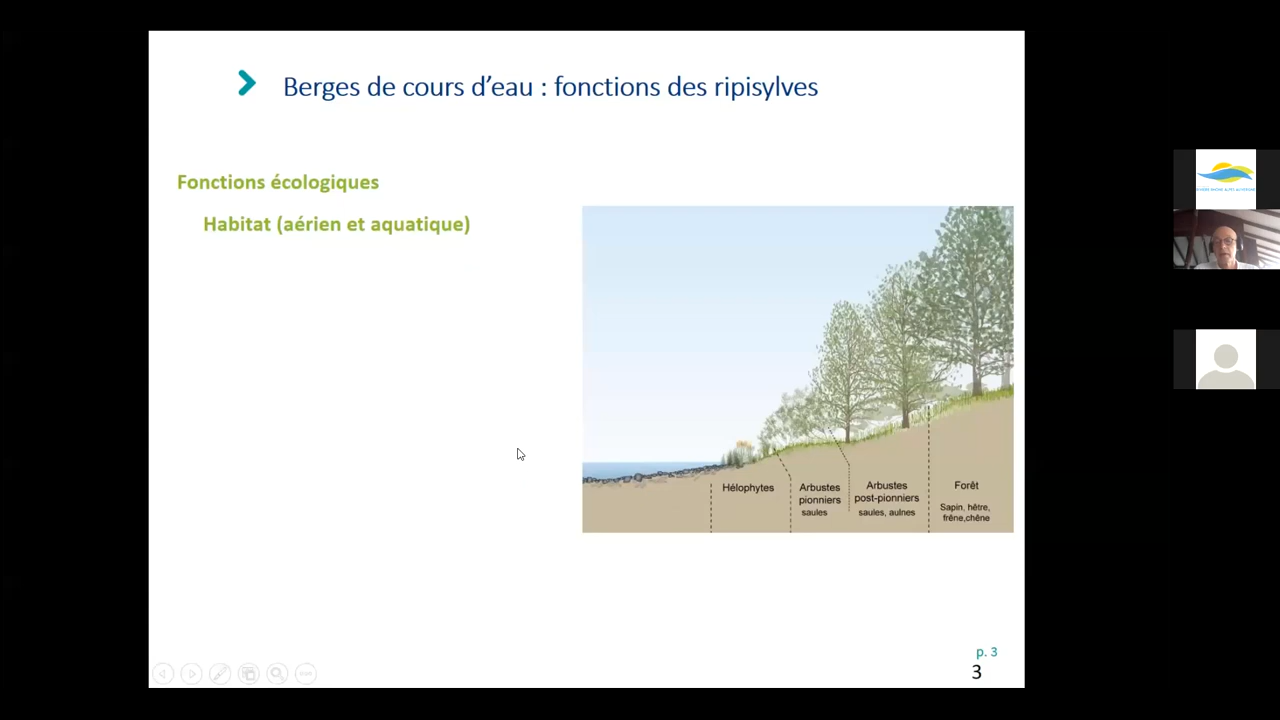 Berges de cours d'eau : fonctions des ripisylves
Fonctions écologiques
Habitat (aérien et aquatique)
Hélophytes
Arbustes
pionniers
saules
Arbustes
post-pionniers
saules, aulnes
Forêt
Sapin, hêtre,
frêne,chêne
p. 3
3